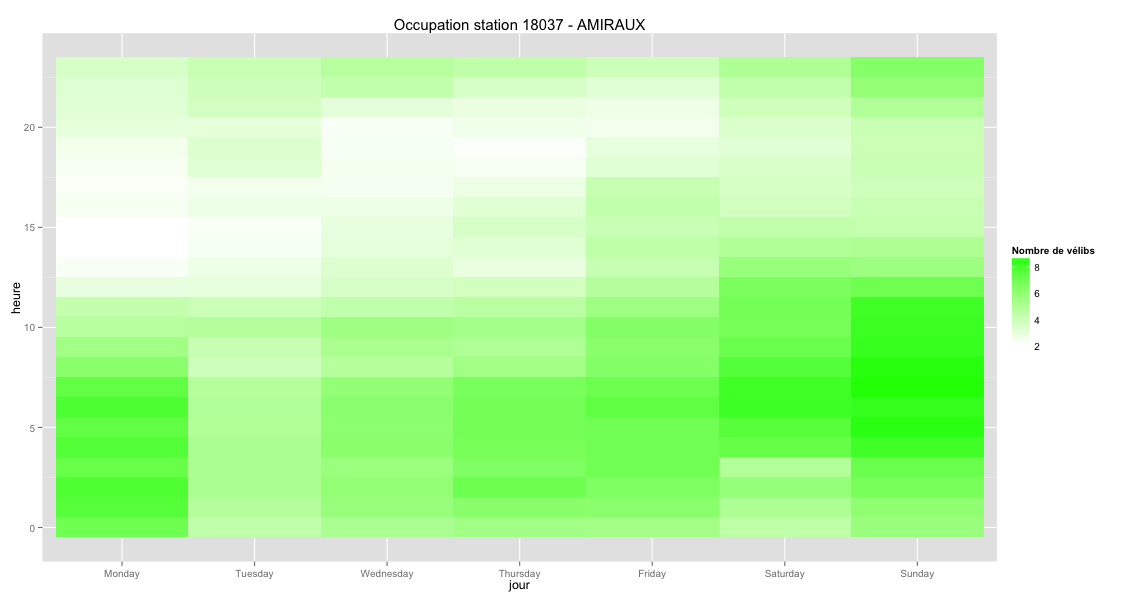 Occupation station 18037 - AMIRAUX
heure
20
15
10
5
0
Monday Tuesday Wednesday Thursday Friday Saturday Sunday
jour
Nombre de vélibs
8
6
4
2